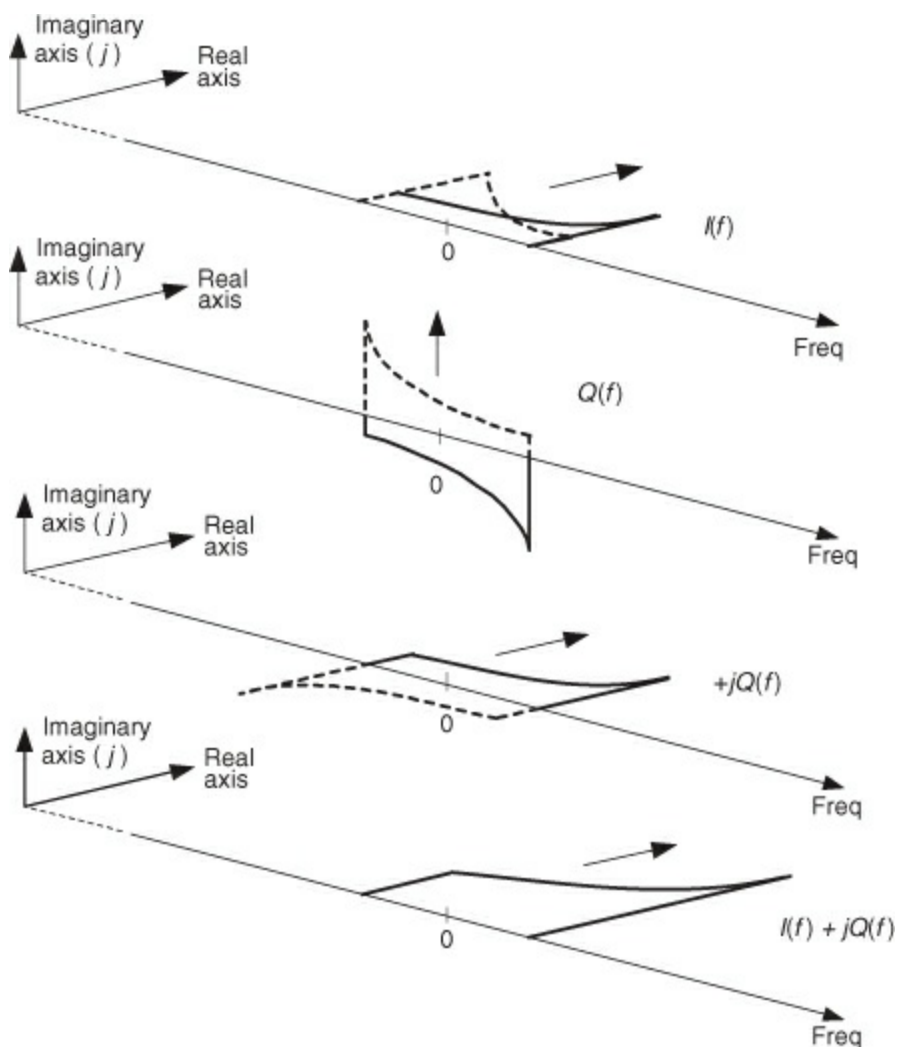 Imaginary
axis ( j )
Real
axis
I(f)
0
Freq
Imaginary
axis ( j )
Real
axis
Q(f)
0
Freq
Imaginary
axis ( j )
Real
axis
+jQ(f)
0
Freq
Imaginary
axis ( j )
Real
axis
I(f) + jQ(f)
0
Freq